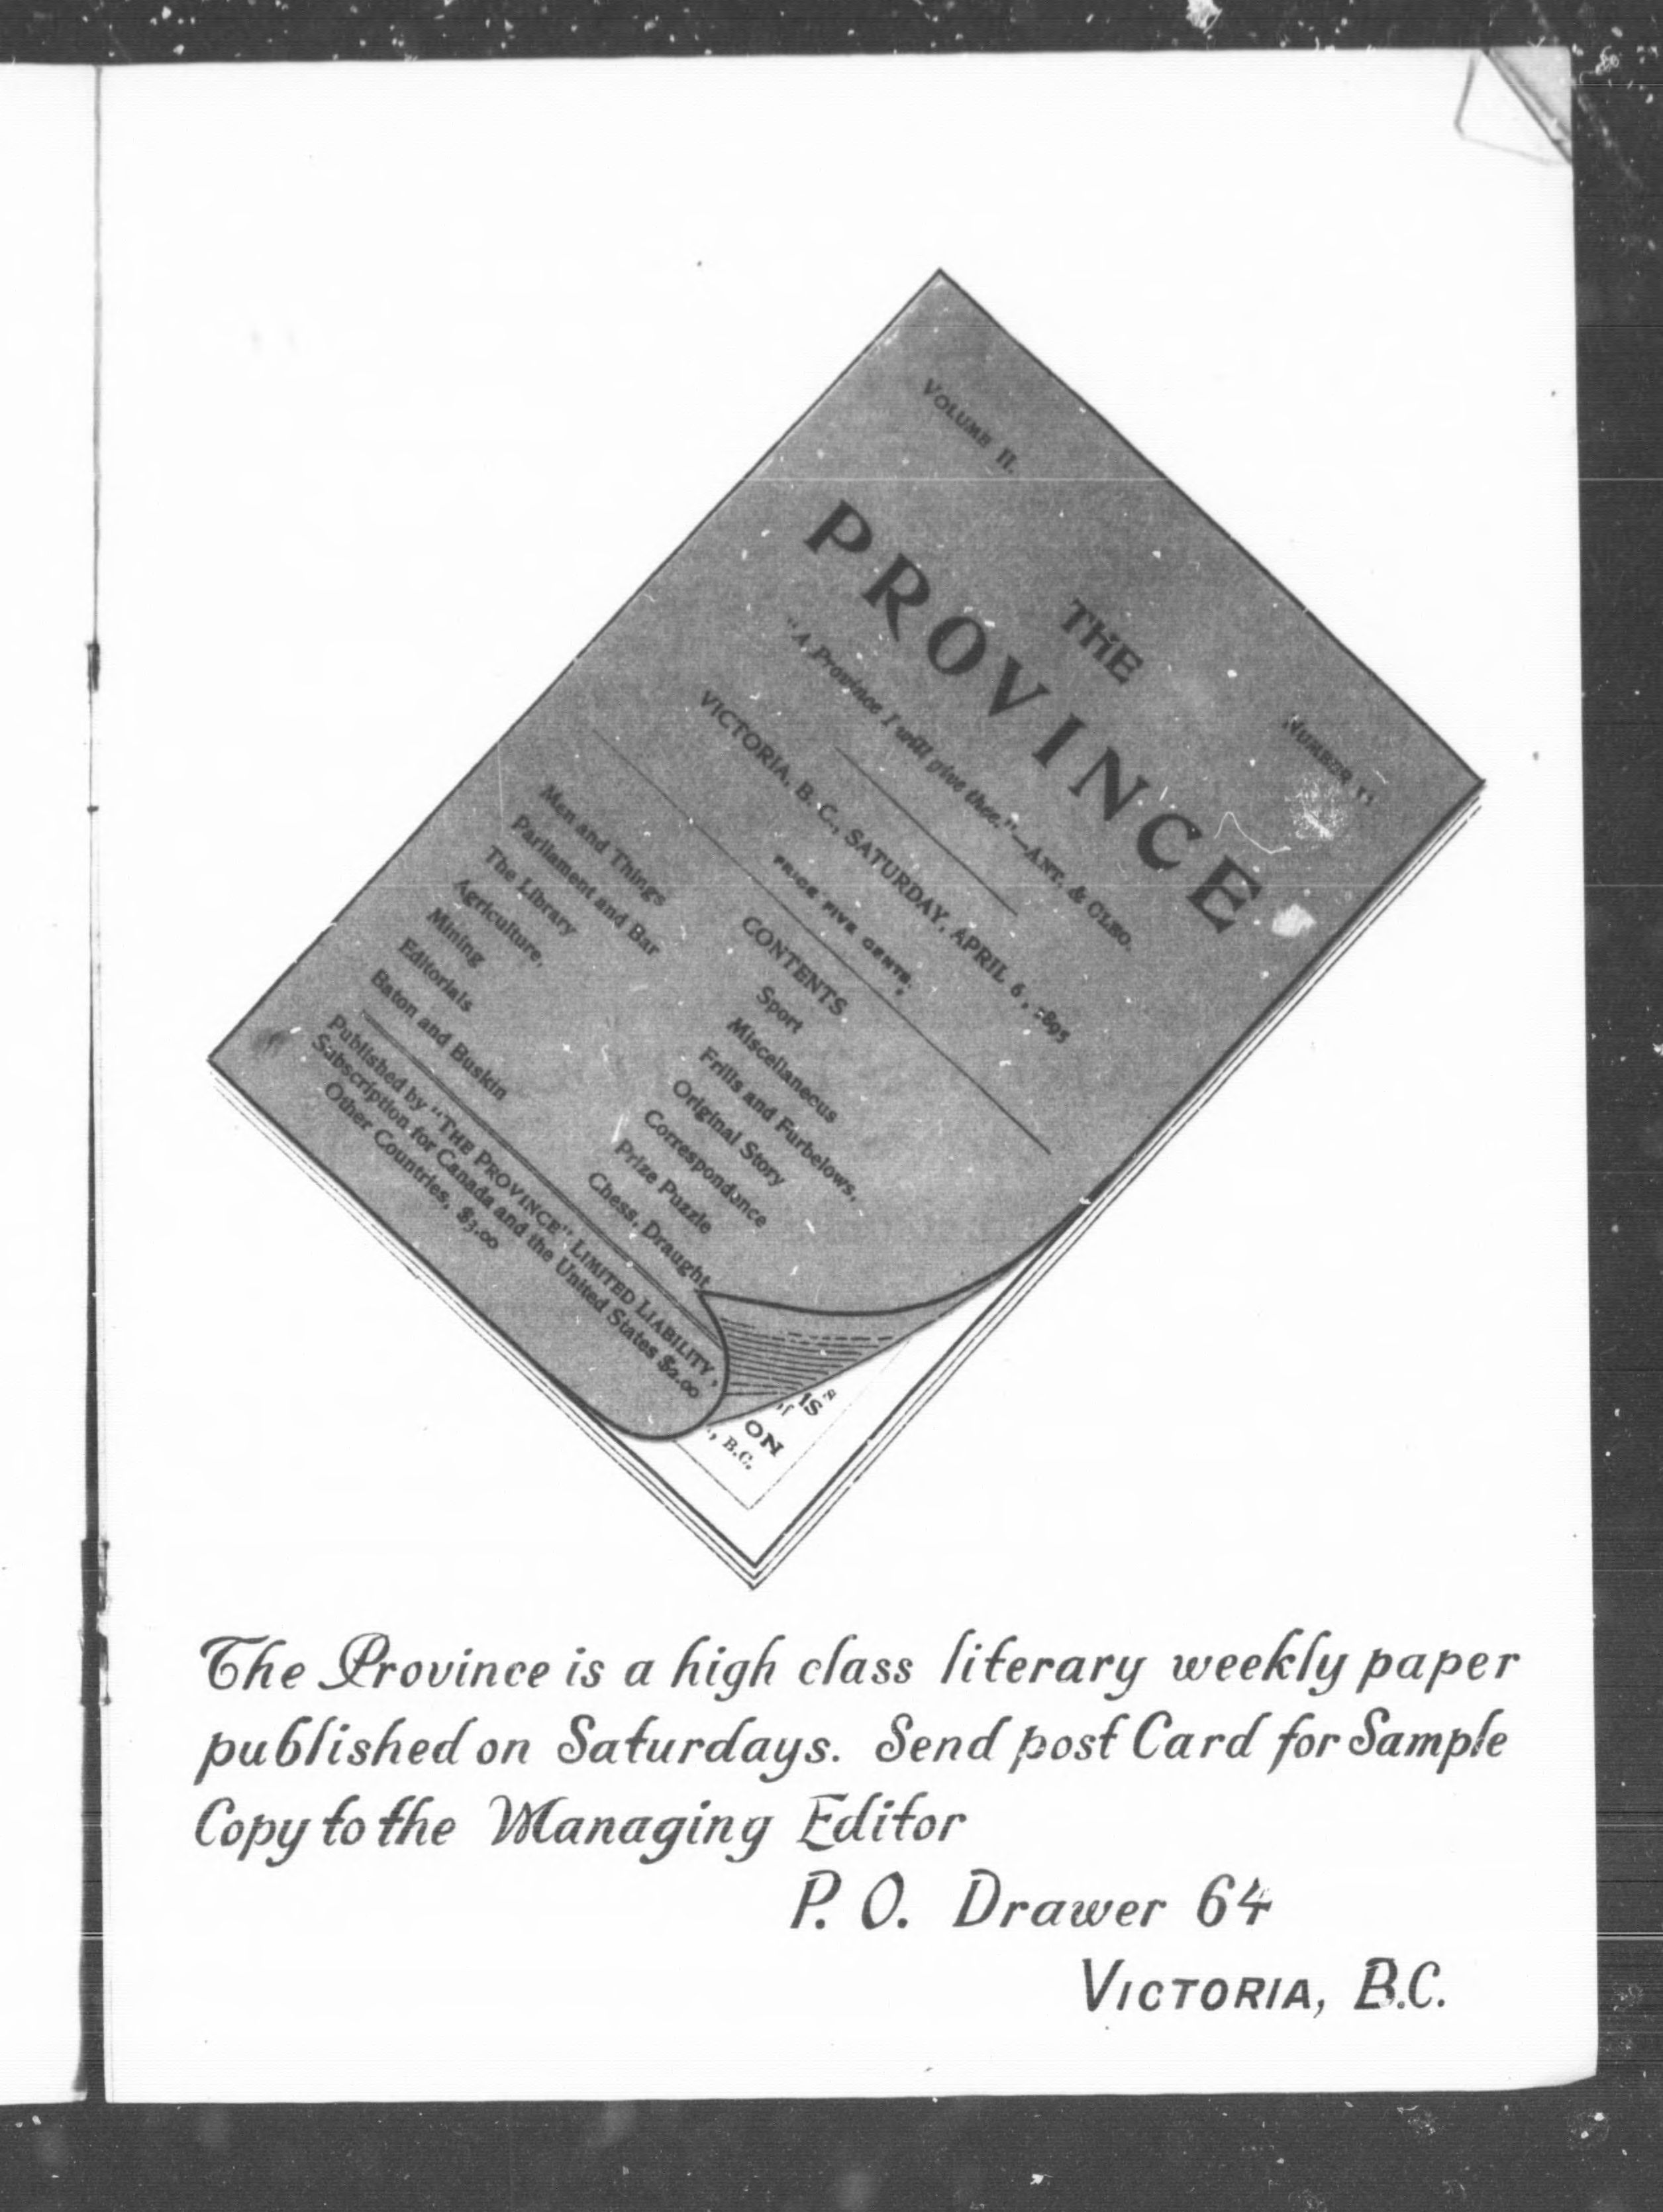 VOLUME II.
NUMBER
THE
PROVINCE
"A Province I will give thee."—ANT. & CLEO.
VICTORIA, B. C., SATURDAY, APRIL 6, 1895
PRICE FIVE CENTS.
CONTENTS
Men and Things
Parliament and Bar
The Library
Agriculture,
Mining
Editorials
Baton and Buskin
Sport
Miscellaneous
Frills and Furbelows,
Original Story
Correspondence
Prize Puzzle
Chess, Draught
Published by "THE PROVINCE" LIMITED LIABILITY,
Subscription for Canada and the United States $2.00
Other Countries, $3.00
IS"
of
ON
, B.C.
The Province is a high class literary weekly paper
published on Saturdays. Send post Card for Sample
Copy to the Managing Editor
P. O. Drawer 64
VICTORIA, B.C.